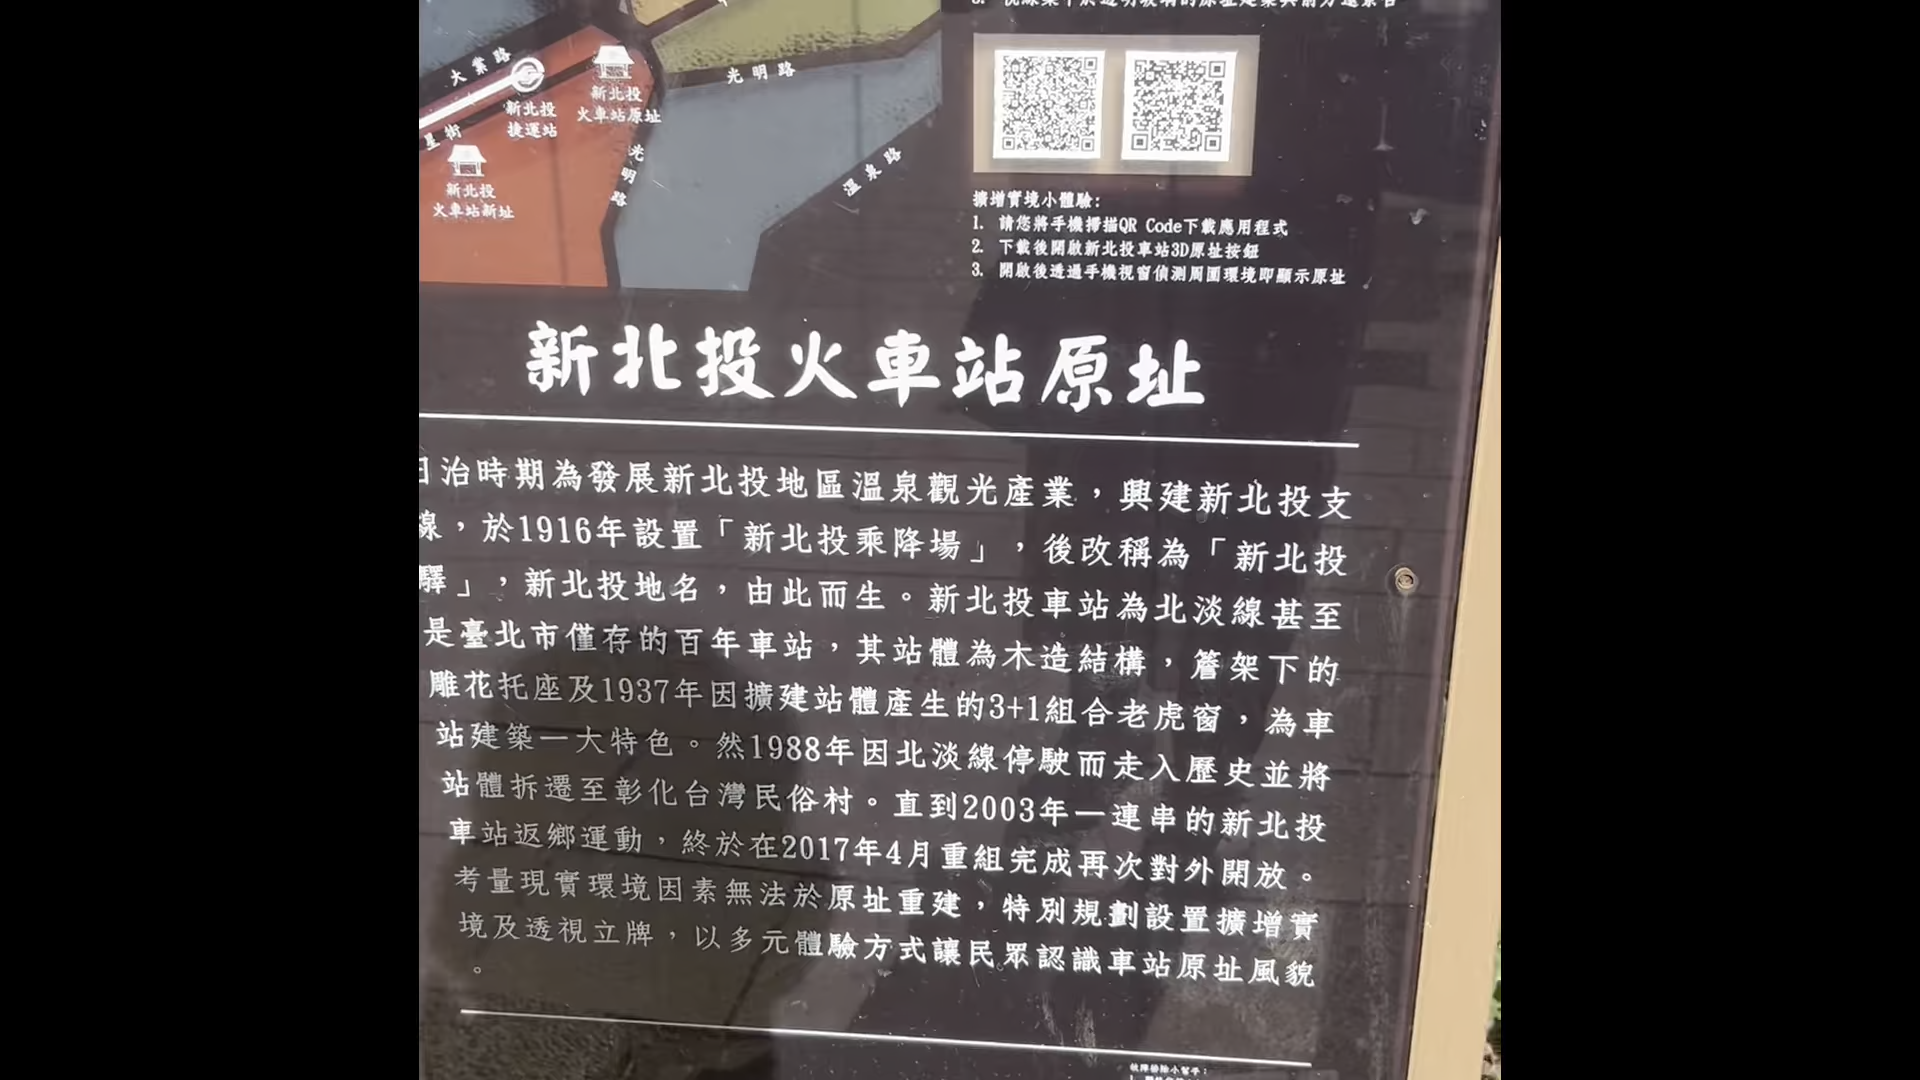 大業路
新北投
捷運站
新北投
火車站原址
光明路
星街
新北投
火車站新址
光明路
溫泉路
擴增實境小體驗:
1. 請您將手機掃描QR Code下載應用程式
2. 下載後開啟新北投車站3D原址按鈕
3. 開啟後透過手機視窗偵測周圍環境即顯示原址
新北投火車站原址
日治時期為發展新北投地區溫泉觀光產業，興建新北投支
線，於1916年設置「新北投乘降場」，後改稱為「新北投
驛」，新北投地名，由此而生。新北投車站為北淡線甚至
是臺北市僅存的百年車站，其站體為木造結構，簷架下的
雕花托座及1937年因擴建站體產生的3+1組合老虎窗，為車
站建築一大特色。然1988年因北淡線停駛而走入歷史並將
站體拆遷至彰化台灣民俗村。直到2003年一連串的新北投
車站返鄉運動，終於在2017年4月重組完成再次對外開放。
考量現實環境因素無法於原址重建，特別規劃設置擴增實
境及透視立牌，以多元體驗方式讓民眾認識車站原址風貌
。
故障排除小幫手: